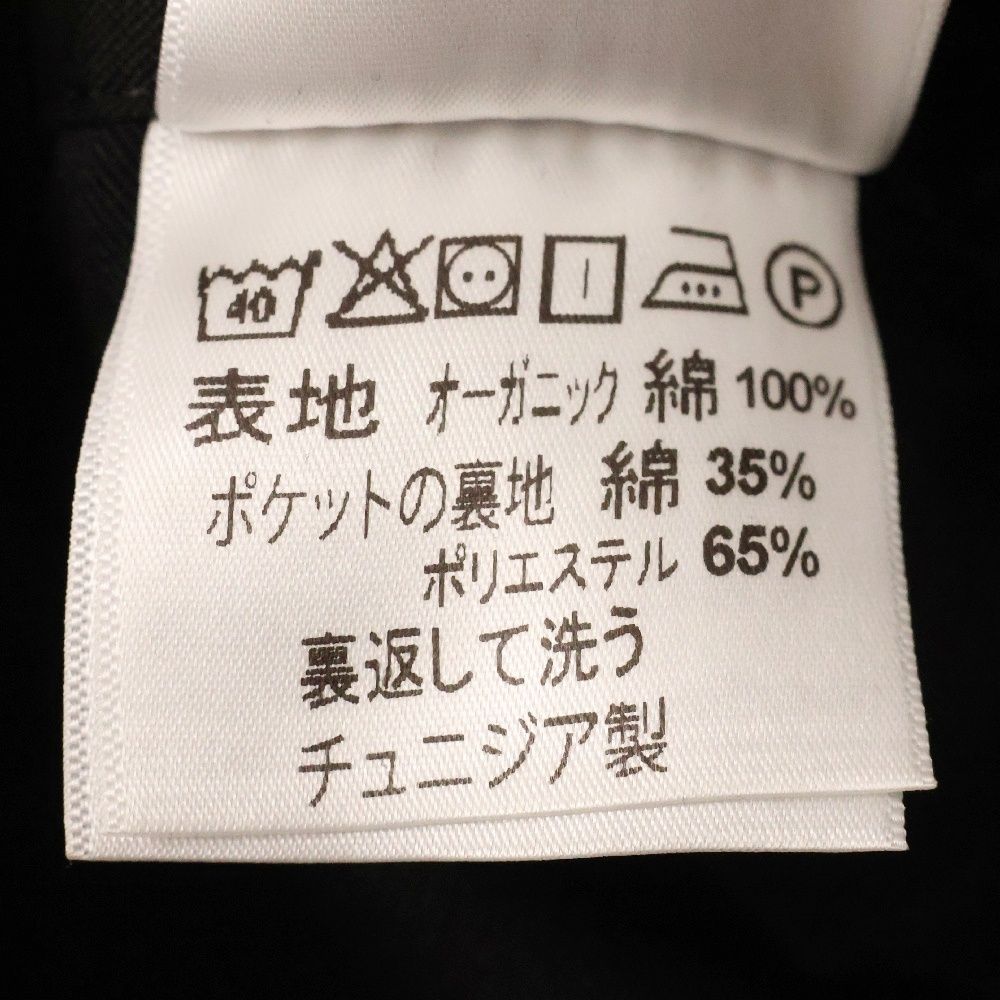 40 P
表地 オーガニック 綿 100%
ポケットの裏地 綿 35%
ポリエステル 65%
裏返して洗う
チュニジア製